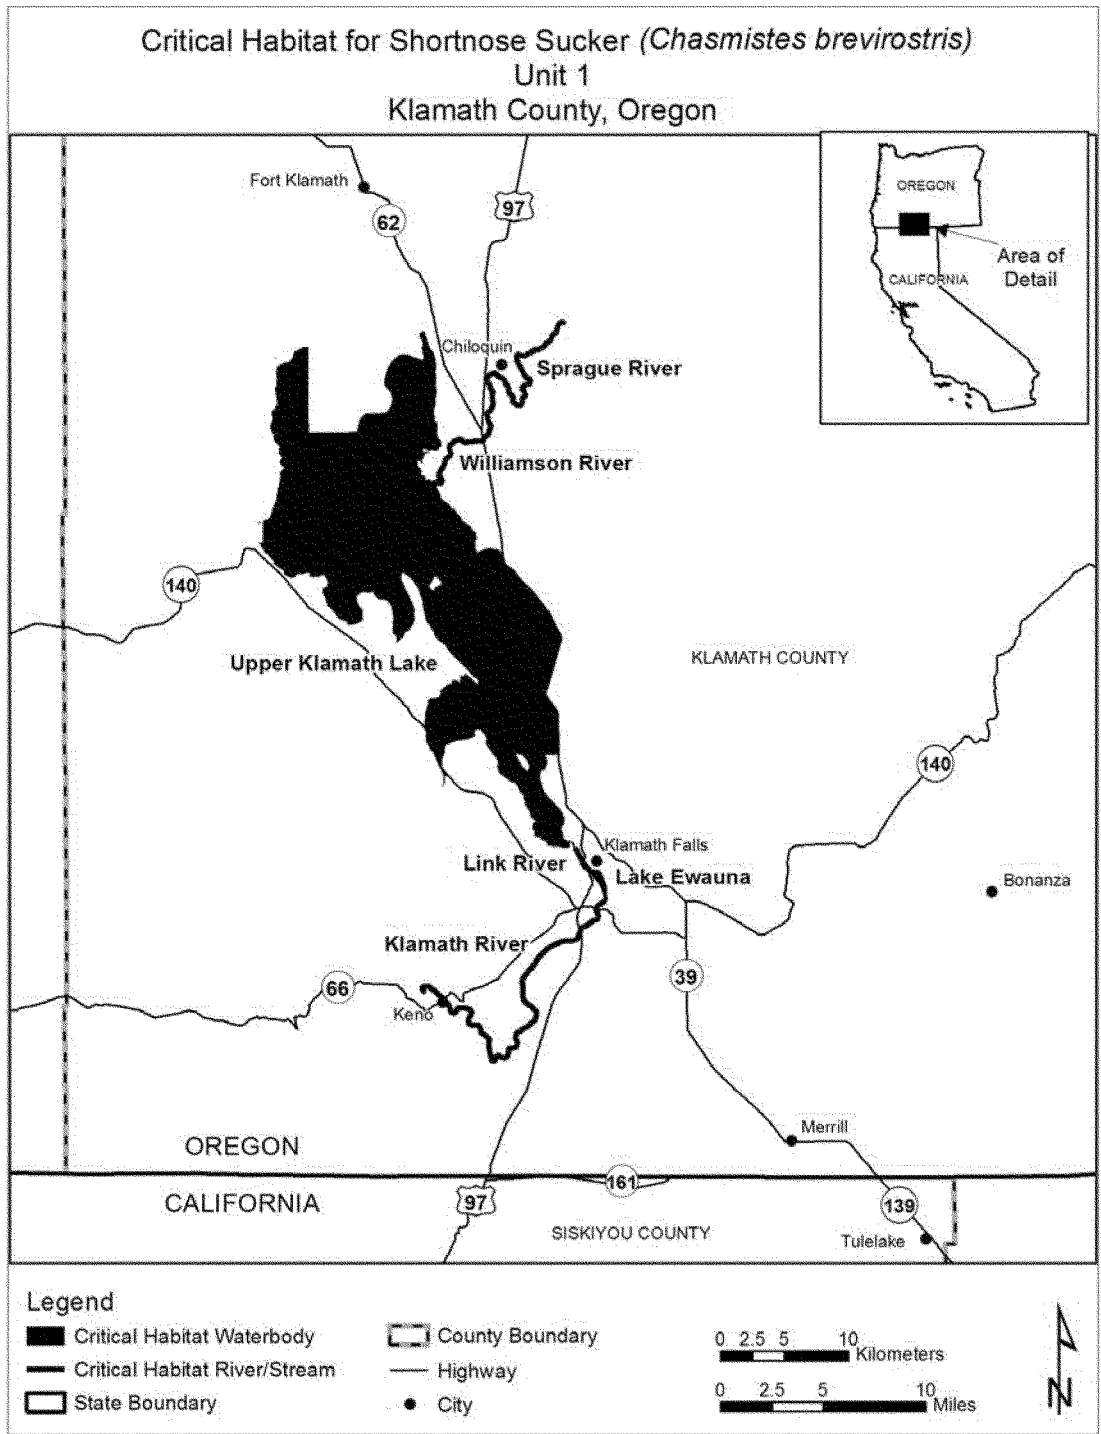 Critical Habitat for Shortnose Sucker (Chasmistes brevirostris)
Unit 1
Klamath County, Oregon
Fort Klamath
62
97
OREGON
Area of
Detail
CALIFORNIA
Chiloquin
Sprague River
Williamson River
140
Upper Klamath Lake
KLAMATH COUNTY
140
Klamath Falls
Link River
Lake Ewauna
Bonanza
Klamath River
39
66
Keno
Merrill
OREGON
CALIFORNIA
97
161
139
SISKIYOU COUNTY
Tulelake
Legend
Critical Habitat Waterbody
Critical Habitat River/Stream
State Boundary
County Boundary
Highway
City
0 2.5 5 10
Kilometers
0 2.5 5 10
Miles
N